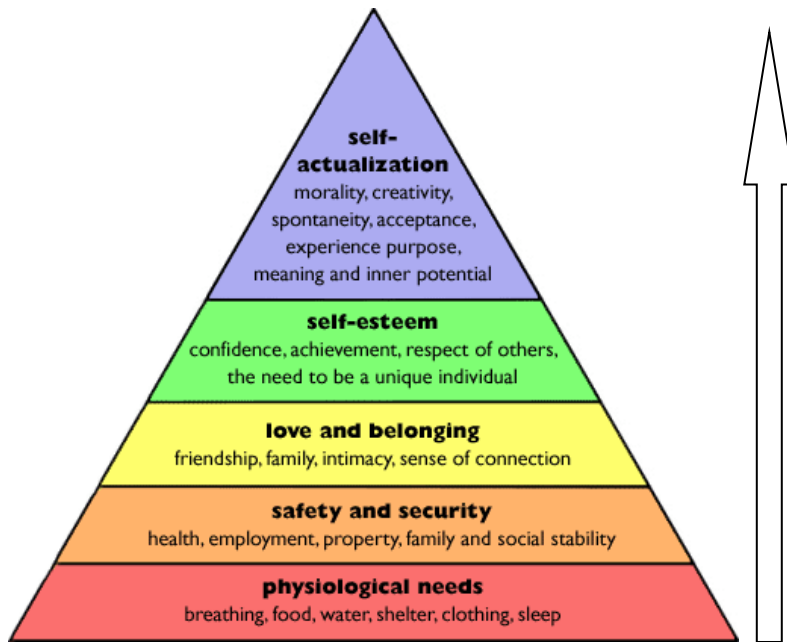 self-
actualization
morality, creativity,
spontaneity, acceptance,
experience purpose,
meaning and inner potential
self-esteem
confidence, achievement, respect of others,
the need to be a unique individual
love and belonging
friendship, family, intimacy, sense of connection
safety and security
health, employment, property, family and social stability
physiological needs
breathing, food, water, shelter, clothing, sleep